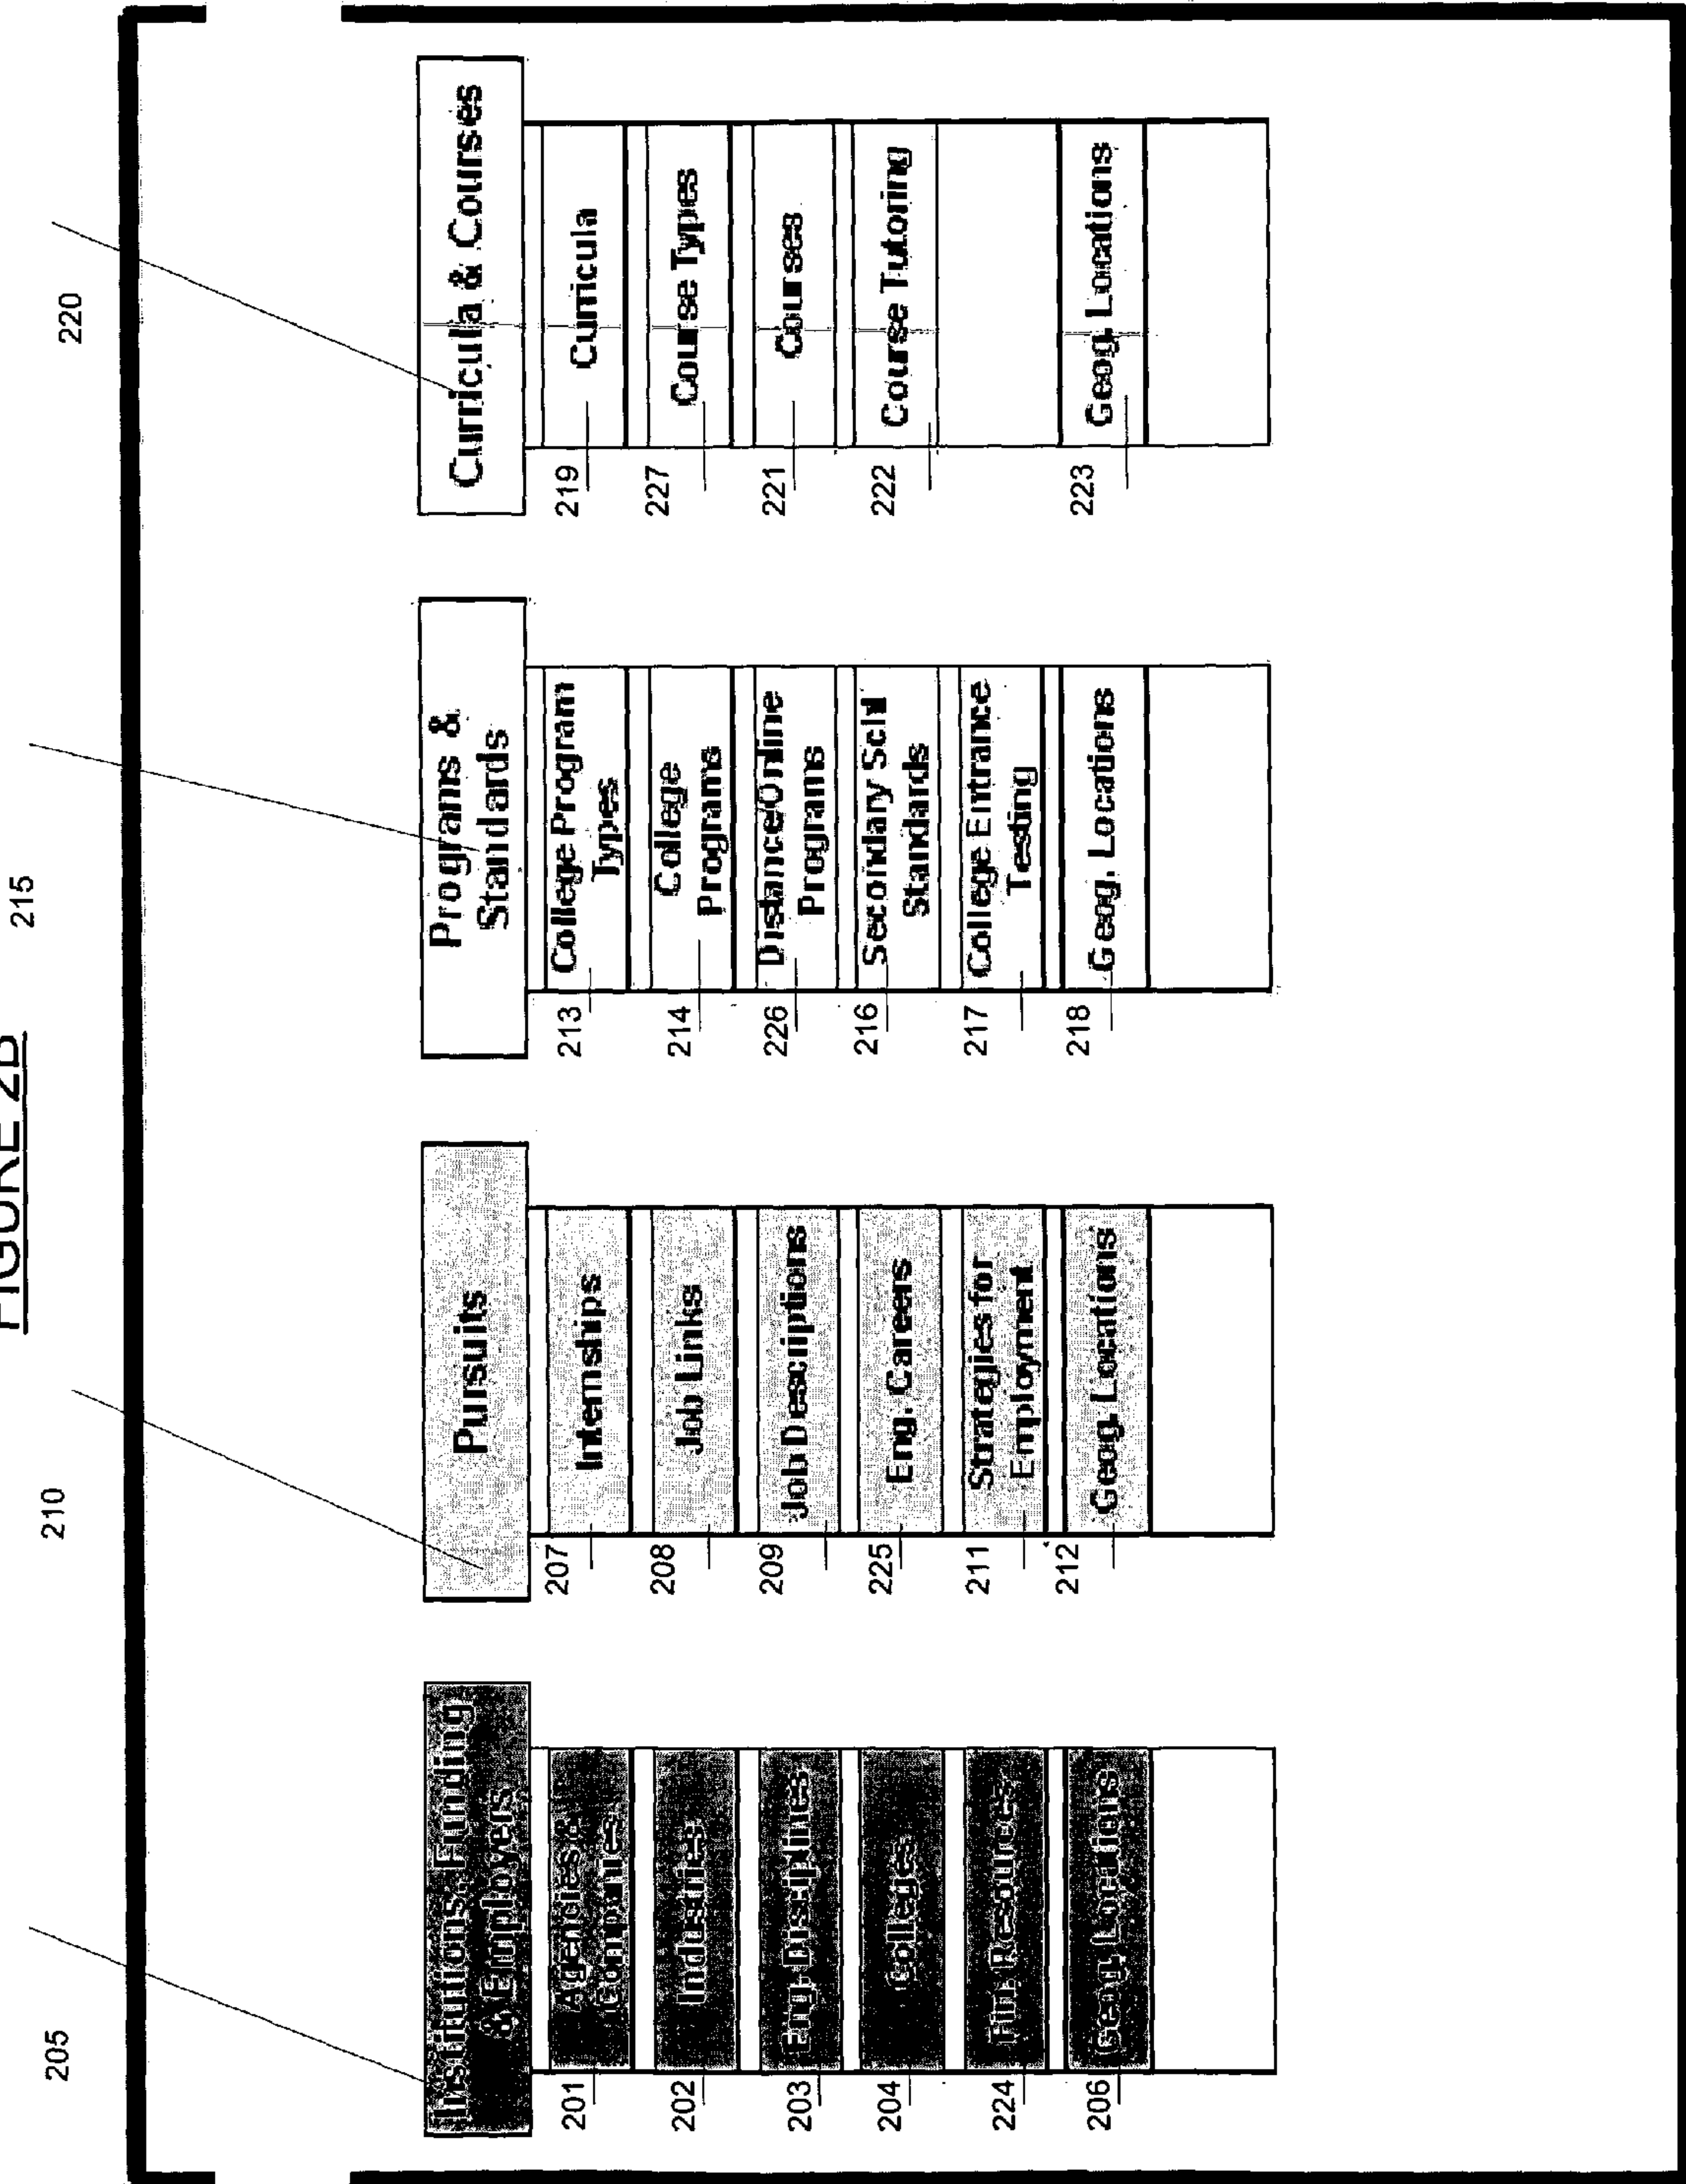 FIGURE 2B
205
210
215
220
Institutions, Funding
& Employers
201
Agencies &
Companies
202
Industries
203
Eng. Disciplines
204
Colleges
224
Fin. Resources
206
Geog. Locations
Pursuits
207
Internships
208
Job Links
209
Job Descriptions
225
Eng. Careers
211
Strategies for
Employment
212
Geog. Locations
Programs &
Standards
213
College Program
Types
214
College
Programs
226
Distance/Online
Programs
216
Secondary Schl
Standards
217
College Entrance
Testing
218
Geog. Locations
Curricula & Courses
219
Curricula
227
Course Types
221
Courses
222
Course Tutoring
223
Geog. Locations